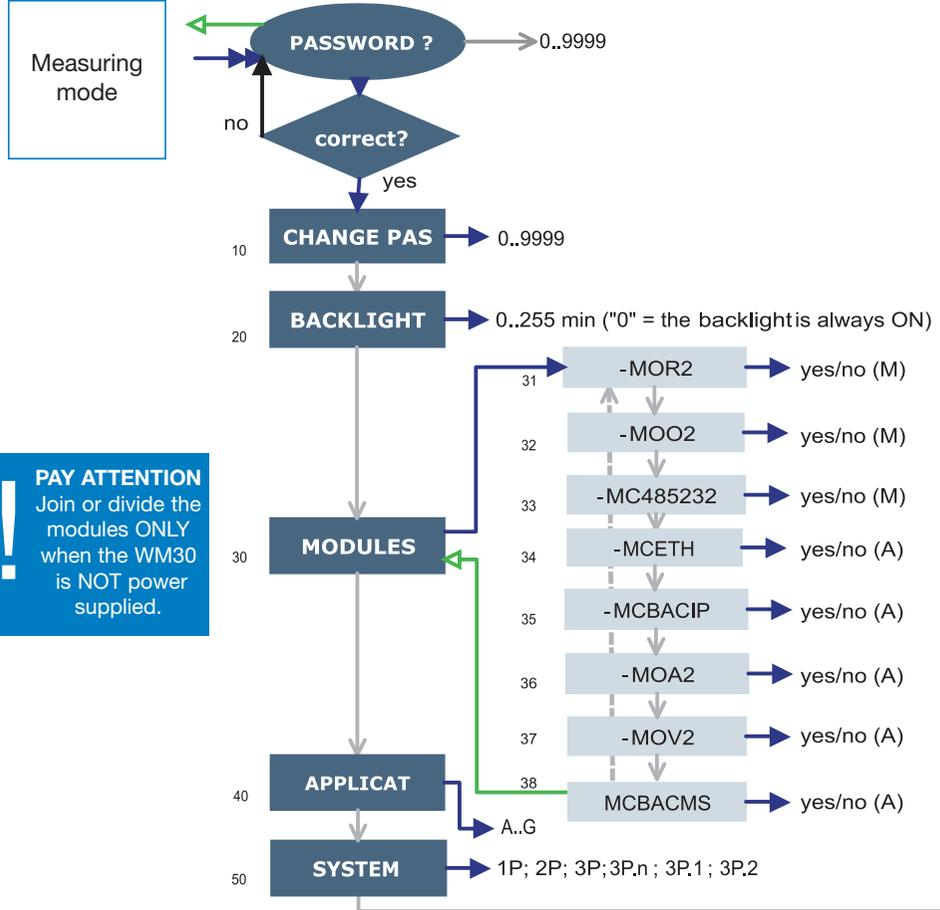 PASSWORD ?
0..9999
Measuring
mode
no
correct?
yes
10
CHANGE PAS
0..9999
20
BACKLIGHT
0..255 min ("0" = the backlight is always ON)
31
-MOR2
yes/no (M)
32
-MOO2
yes/no (M)
33
-MC485232
yes/no (M)
!
PAY ATTENTION
Join or divide the
modules ONLY
when the WM30
is NOT power
supplied.
30
MODULES
34
-MCETH
yes/no (A)
35
-MCBACIP
yes/no (A)
36
-MOA2
yes/no (A)
37
-MOV2
yes/no (A)
38
MCBACMS
yes/no (A)
40
APPLICAT
A..G
50
SYSTEM
1P; 2P; 3P;3P.n ; 3P.1 ; 3P.2